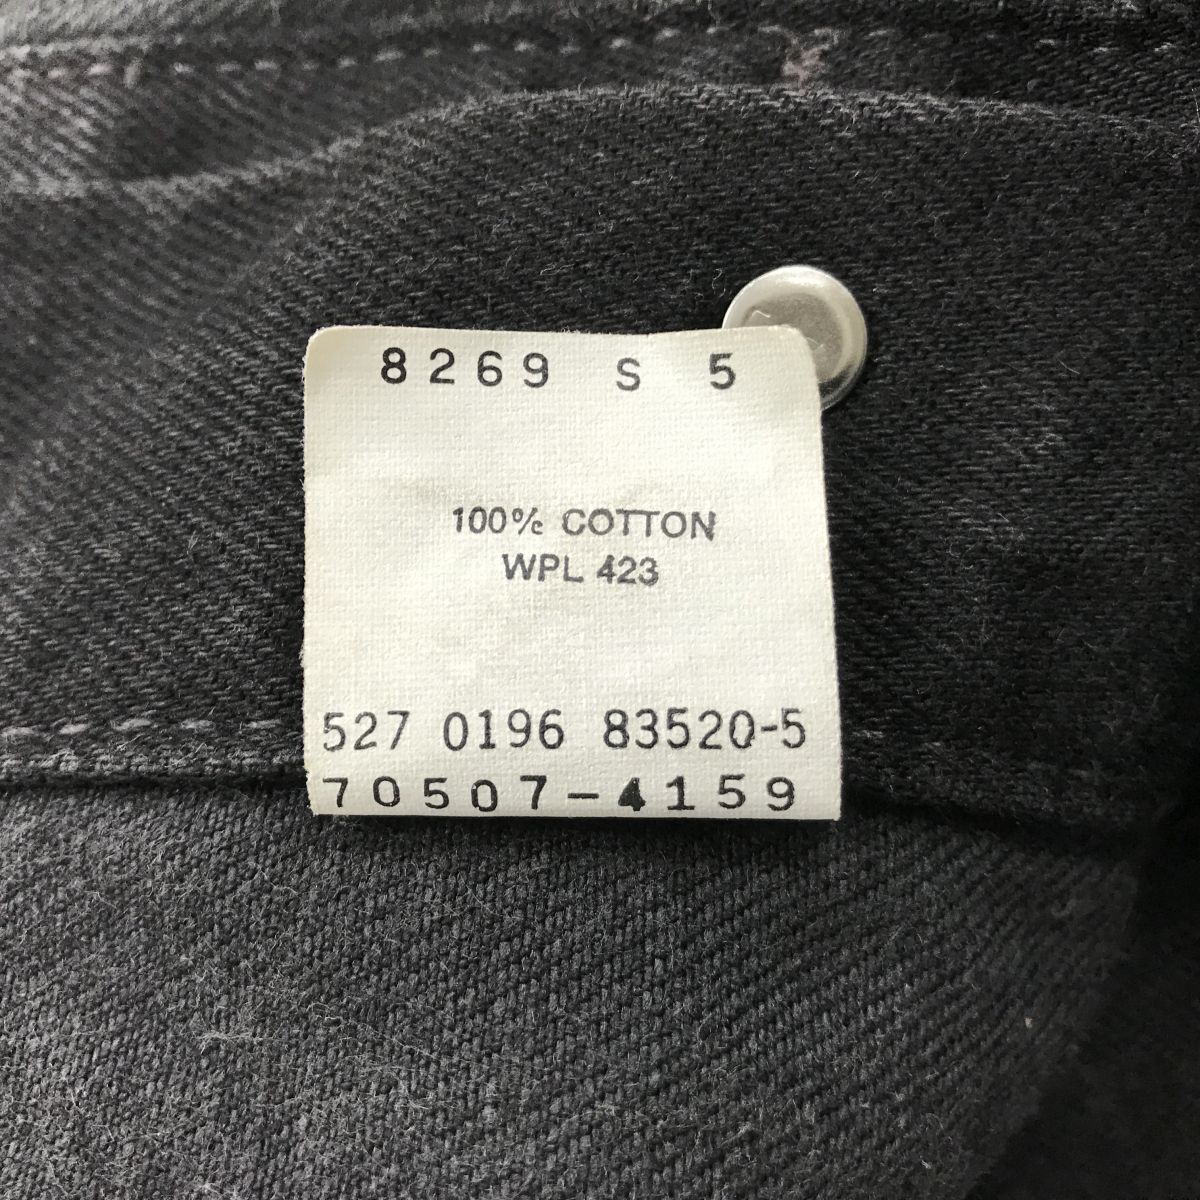 8269 S 5
100% COTTON
WPL 423
527 0196 83520-5
70507-4159